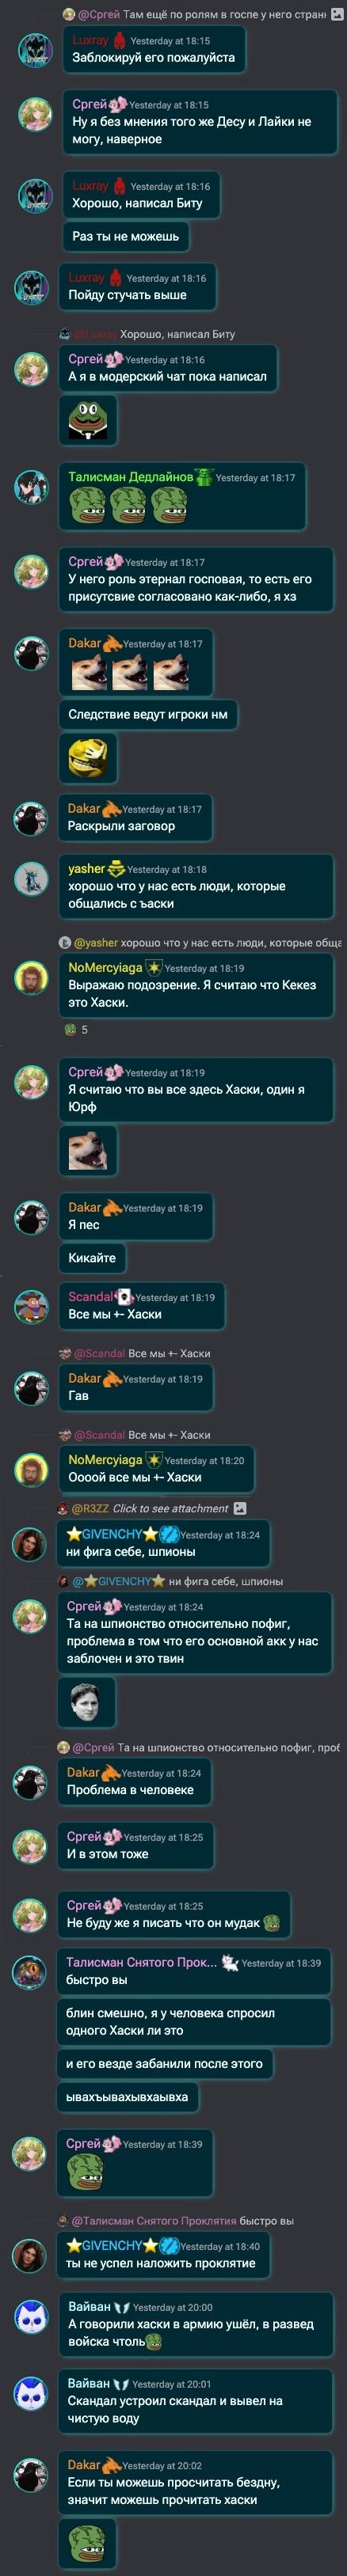 @Сргей Там ещё по ролям в госпе у него странн
Luxray Yesterday at 18:15
Заблокируй его пожалуйста
Сргей Yesterday at 18:15
Ну я без мнения того же Десу и Лайки не
могу, наверное
Luxray Yesterday at 18:16
Хорошо, написал Биту
Раз ты не можешь
Luxray Yesterday at 18:16
Пойду стучать выше
@Luxray Хорошо, написал Биту
Сргей Yesterday at 18:16
А я в модерский чат пока написал
Талисман Дедлайнов Yesterday at 18:17
Сргей Yesterday at 18:17
У него роль этернал госповая, то есть его
присутсвие согласовано как-либо, я хз
Dakar Yesterday at 18:17
Следствие ведут игроки нм
Dakar Yesterday at 18:17
Раскрыли заговор
yasher Yesterday at 18:18
хорошо что у нас есть люди, которые
общались с ъаски
@yasher хорошо что у нас есть люди, которые обща
NoMercyiaga Yesterday at 18:19
Выражаю подозрение. Я считаю что Кекез
это Хаски.
5
Сргей Yesterday at 18:19
Я считаю что вы все здесь Хаски, один я
Юрф
Dakar Yesterday at 18:19
Я пес
Кикайте
Scandal Yesterday at 18:19
Все мы +- Хаски
@Scandal Все мы +- Хаски
Dakar Yesterday at 18:19
Гав
@Scandal Все мы +- Хаски
NoMercyiaga Yesterday at 18:20
Оооой все мы +- Хаски
@R3ZZ Click to see attachment
GIVENCHY Yesterday at 18:24
ни фига себе, шпионы
@GIVENCHY ни фига себе, шпионы
Сргей Yesterday at 18:24
Та на шпионство относительно пофиг,
проблема в том что его основной акк у нас
заблочен и это твин
@Сргей Та на шпионство относительно пофиг, проб
Dakar Yesterday at 18:24
Проблема в человеке
Сргей Yesterday at 18:25
И в этом тоже
Сргей Yesterday at 18:25
Не буду же я писать что он мудак
Талисман Снятого Прок... Yesterday at 18:39
быстро вы
блин смешно, я у человека спросил
одного Хаски ли это
и его везде забанили после этого
ывахъывахывхаывха
Сргей Yesterday at 18:39
@Талисман Снятого Проклятия быстро вы
GIVENCHY Yesterday at 18:40
ты не успел наложить проклятие
Вайван Yesterday at 20:00
А говорили хаски в армию ушёл, в развед
войска чтоль
Вайван Yesterday at 20:01
Скандал устроил скандал и вывел на
чистую воду
Dakar Yesterday at 20:02
Если ты можешь просчитать бездну,
значит можешь прочитать хаски